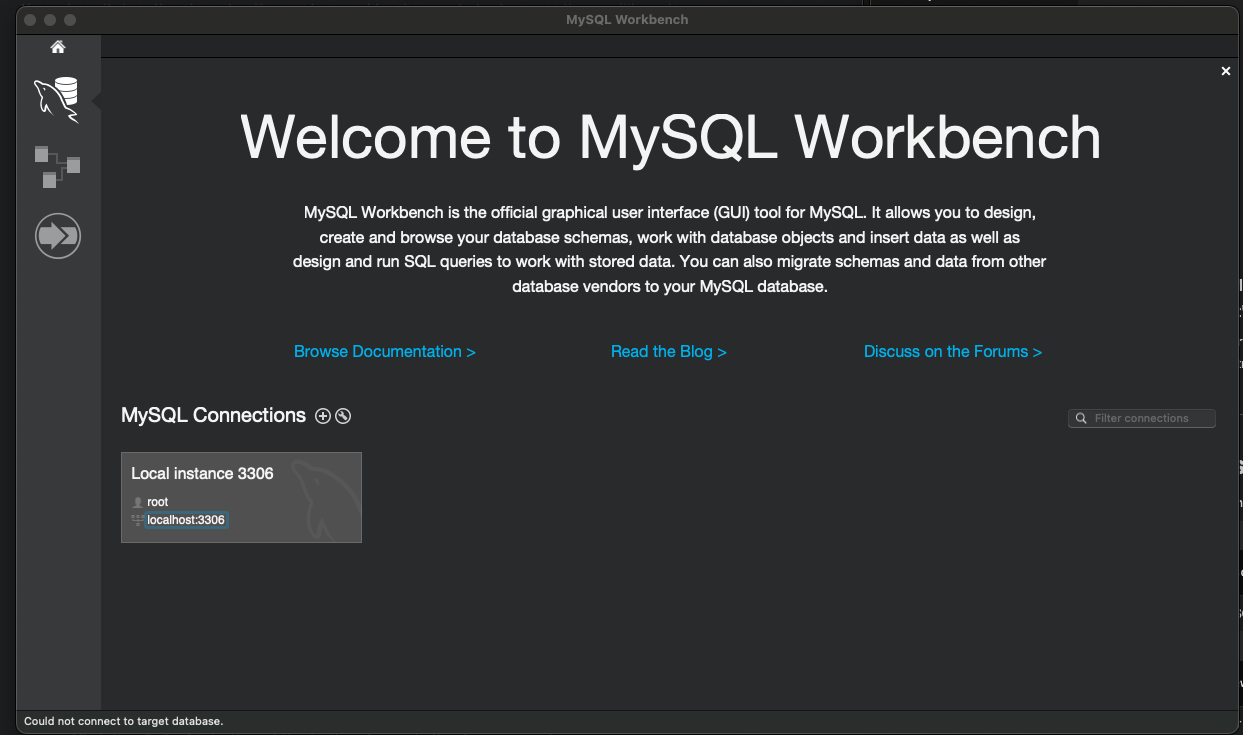 MySQL Workbench
Welcome to MySQL Workbench
MySQL Workbench is the official graphical user interface (GUI) tool for MySQL. It allows you to design,
create and browse your database schemas, work with database objects and insert data as well as
design and run SQL queries to work with stored data. You can also migrate schemas and data from other
database vendors to your MySQL database.
Browse Documentation >
Read the Blog >
Discuss on the Forums >
MySQL Connections
Filter connections
Local instance 3306
root
localhost:3306
Could not connect to target database.